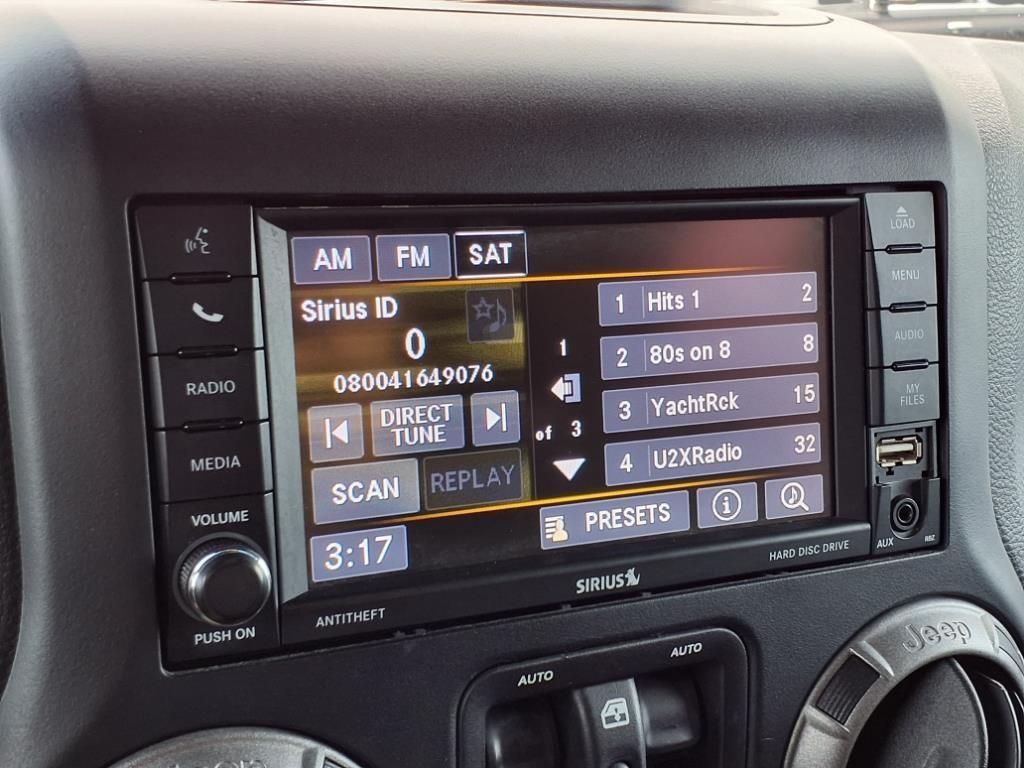 AM FM SAT
Sirius ID
0
080041649076
DIRECT
TUNE
SCAN REPLAY
3:17
1
of 3
1 Hits 1 2
2 80s on 8 8
3 YachtRck 15
4 U2XRadio 32
PRESETS
RADIO
MEDIA
VOLUME
PUSH ON
LOAD
MENU
AUDIO
MY
FILES
AUX RBZ
ANTITHEFT
SIRIUS
HARD DISC DRIVE
AUTO AUTO
Jeep